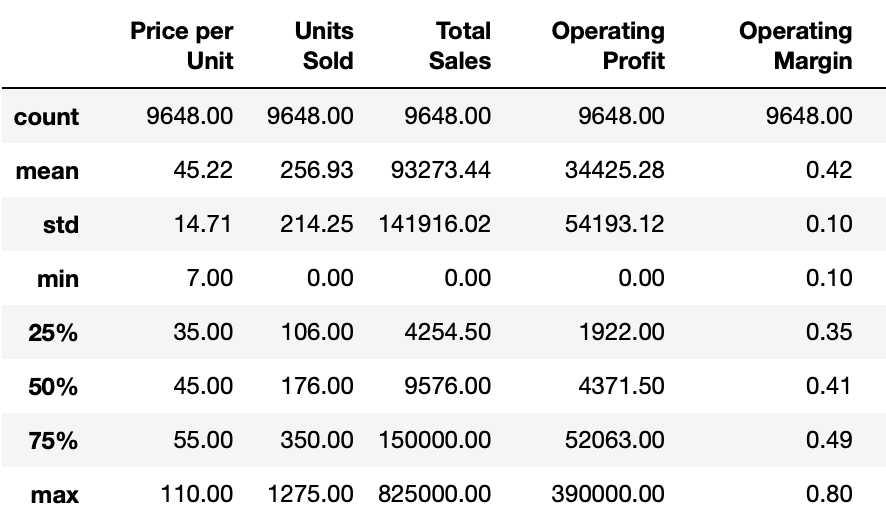 Price per Units Total Operating Operating
Unit Sold Sales Profit Margin
count 9648.00 9648.00 9648.00 9648.00 9648.00
mean 45.22 256.93 93273.44 34425.28 0.42
std 14.71 214.25 141916.02 54193.12 0.10
min 7.00 0.00 0.00 0.00 0.10
25% 35.00 106.00 4254.50 1922.00 0.35
50% 45.00 176.00 9576.00 4371.50 0.41
75% 55.00 350.00 150000.00 52063.00 0.49
max 110.00 1275.00 825000.00 390000.00 0.80